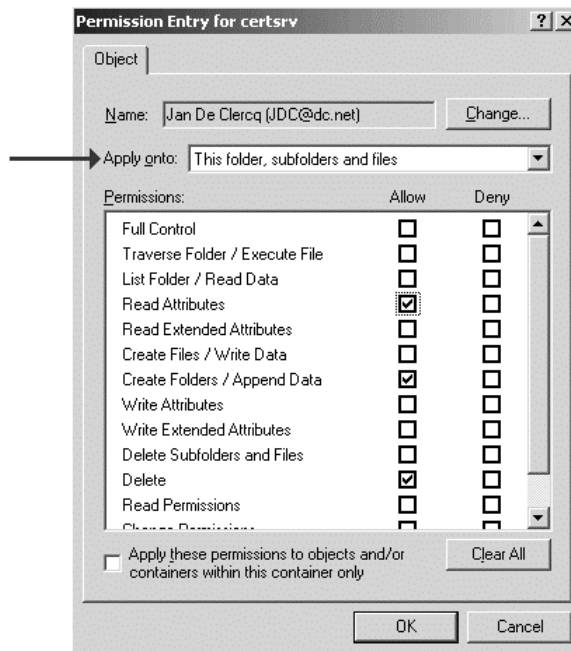 Permission Entry for certsrv
Object
Name: Jan De Clercq (JDC@dc.net) Change...
Apply onto: This folder, subfolders and files
Permissions: Allow Deny
Full Control
Traverse Folder / Execute File
List Folder / Read Data
Read Attributes
Read Extended Attributes
Create Files / Write Data
Create Folders / Append Data
Write Attributes
Write Extended Attributes
Delete Subfolders and Files
Delete
Read Permissions
Change Permissions
Apply these permissions to objects and/or
containers within this container only
Clear All
OK Cancel